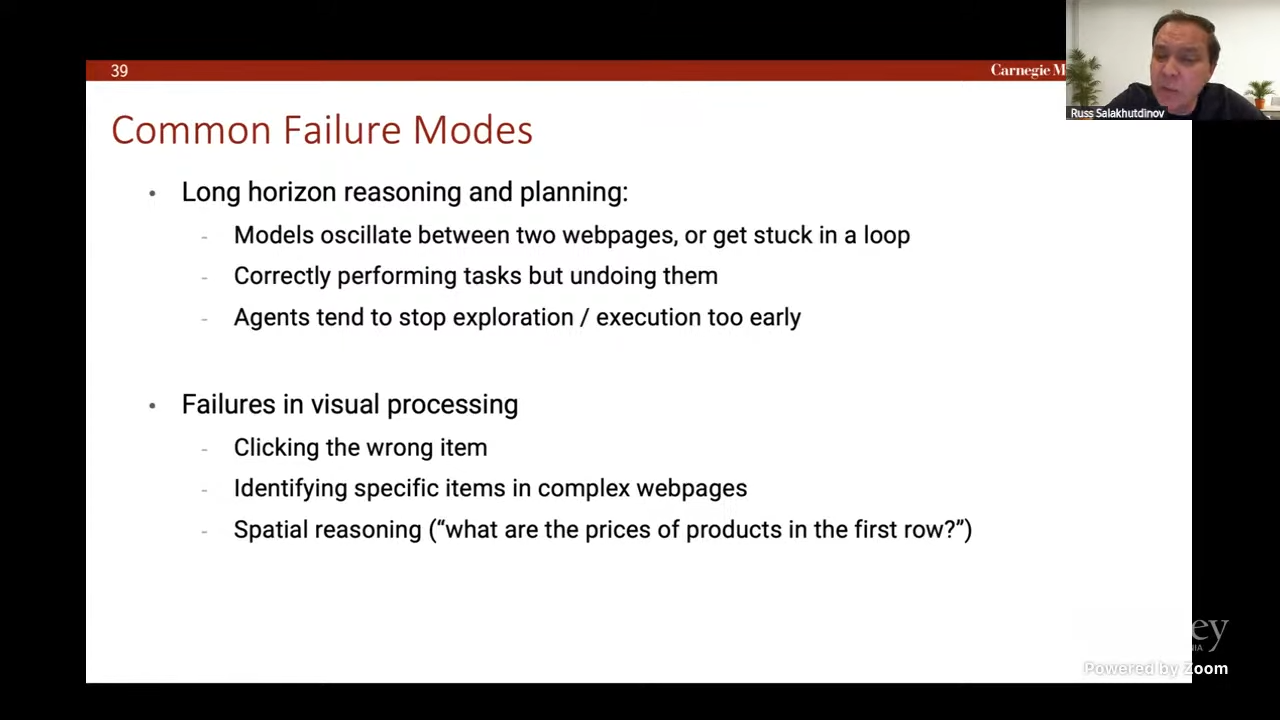 39
Carnegie M
Russ Salakhutdinov
Common Failure Modes
• Long horizon reasoning and planning:
- Models oscillate between two webpages, or get stuck in a loop
- Correctly performing tasks but undoing them
- Agents tend to stop exploration / execution too early
• Failures in visual processing
- Clicking the wrong item
- Identifying specific items in complex webpages
- Spatial reasoning (“what are the prices of products in the first row?”)
ey
NIA
Powered by Zoom